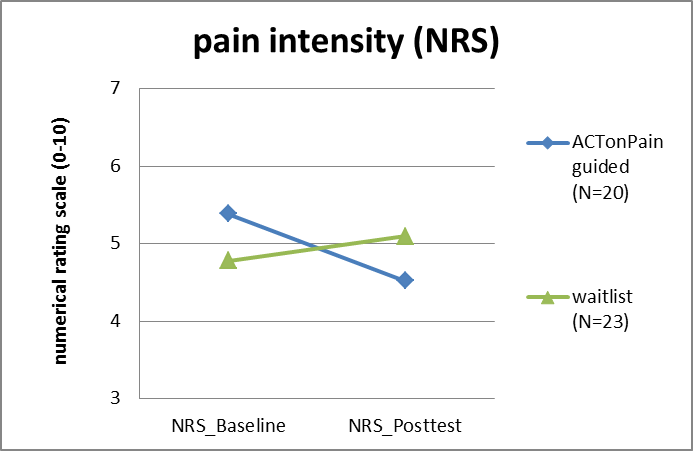 pain intensity (NRS)
numerical rating scale (0-10)
7
6
5
4
3
NRS_Baseline
NRS_Posttest
ACTonPain
guided
(N=20)
waitlist
(N=23)